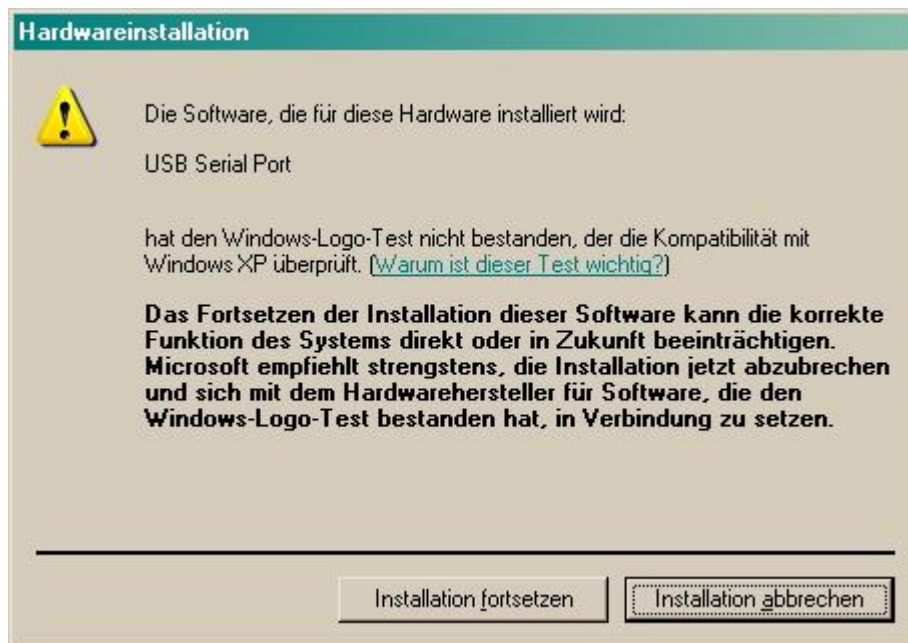 Hardwareinstallation
Die Software, die für diese Hardware installiert wird:
USB Serial Port
hat den Windows-Logo-Test nicht bestanden, der die Kompatibilität mit
Windows XP überprüft. (Warum ist dieser Test wichtig?)
Das Fortsetzen der Installation dieser Software kann die korrekte
Funktion des Systems direkt oder in Zukunft beeinträchtigen.
Microsoft empfiehlt strengstens, die Installation jetzt abzubrechen
und sich mit dem Hardwarehersteller für Software, die den
Windows-Logo-Test bestanden hat, in Verbindung zu setzen.
Installation fortsetzen
Installation abbrechen